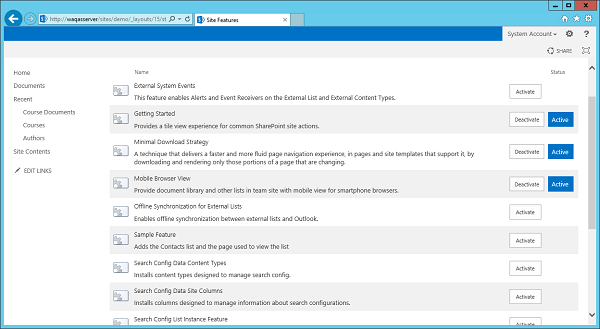 http://waqasserver/sites/demo/_layouts/15/st
Site Features
System Account
SHARE
Home
Documents
Recent
Course Documents
Courses
Authors
Site Contents
EDIT LINKS
Name
Status
External System Events
This feature enables Alerts and Event Receivers on the External List and External Content Types.
Activate
Getting Started
Provides a tile view experience for common SharePoint site actions.
Deactivate
Active
Minimal Download Strategy
A technique that delivers a faster and more fluid page navigation experience, in pages and site templates that support it, by
downloading and rendering only those portions of a page that are changing.
Deactivate
Active
Mobile Browser View
Provide document library and other lists in team site with mobile view for smartphone browsers.
Deactivate
Active
Offline Synchronization for External Lists
Enables offline synchronization between external lists and Outlook.
Activate
Sample Feature
Adds the Contacts list and the page used to view the list
Activate
Search Config Data Content Types
Installs content types designed to manage search config.
Activate
Search Config Data Site Columns
Installs columns designed to manage information about search configurations.
Activate
Search Config List Instance Feature